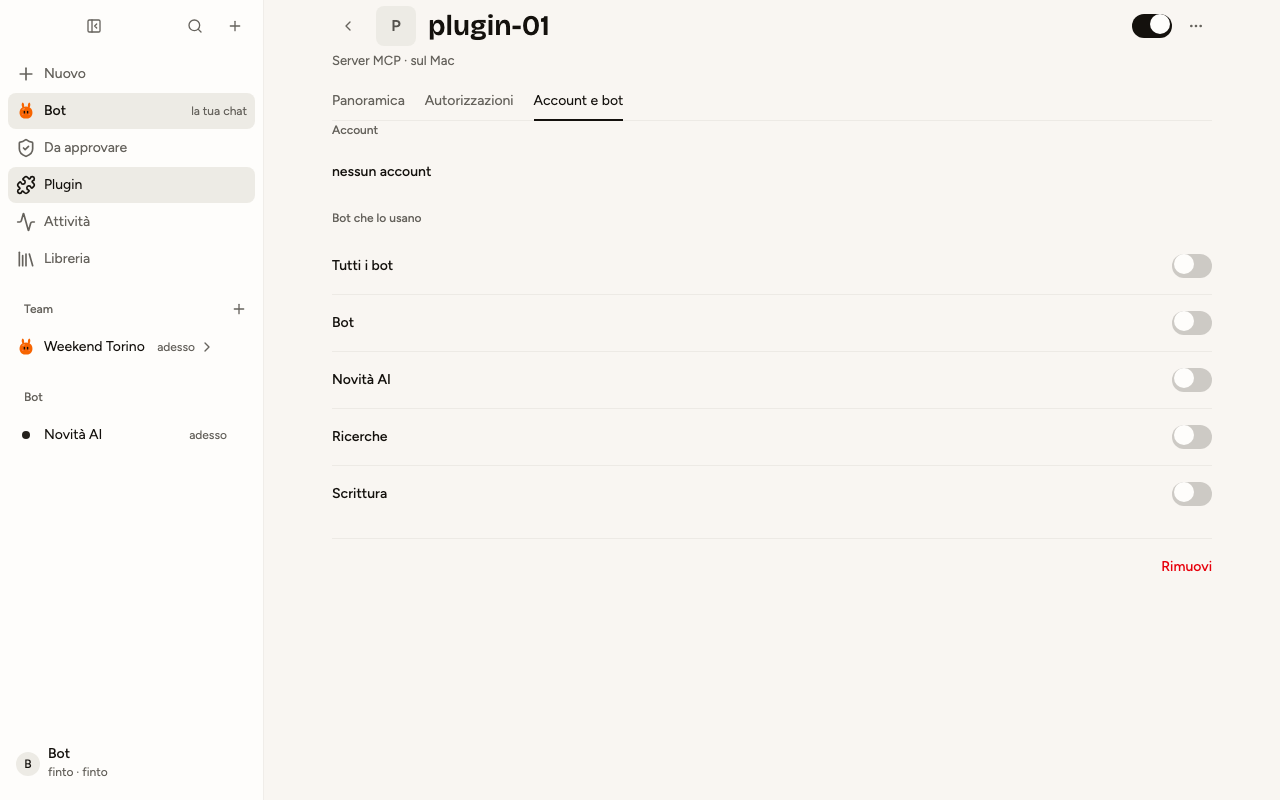 Nuovo
Bot la tua chat
Da approvare
Plugin
Attività
Libreria
Team
Weekend Torino adesso
Bot
Novità AI adesso
B
Bot
finto · finto
P plugin-01
Server MCP · sul Mac
Panoramica Autorizzazioni Account e bot
Account
nessun account
Bot che lo usano
Tutti i bot
Bot
Novità AI
Ricerche
Scrittura
Rimuovi